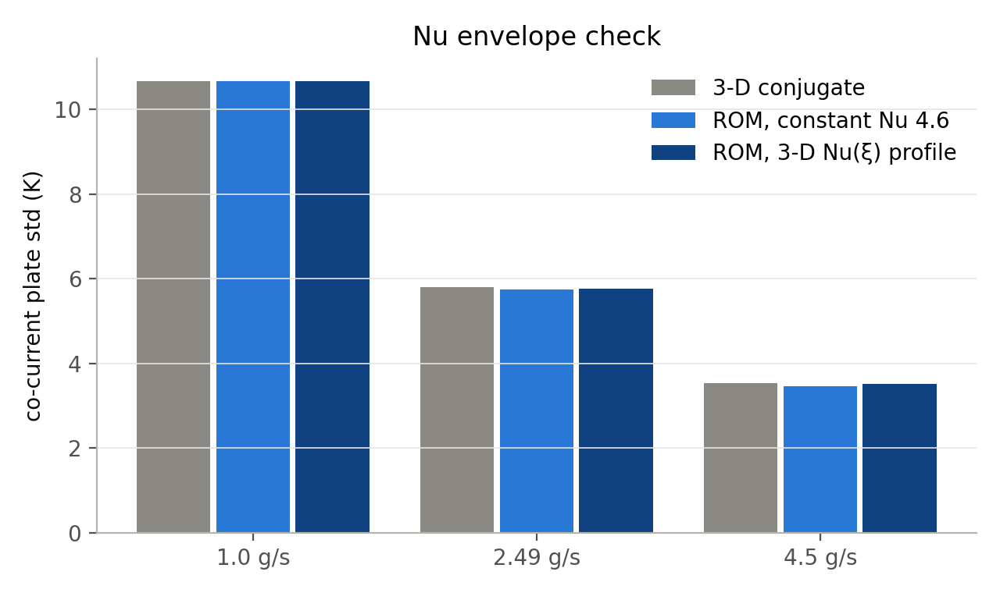 Nu envelope check
3-D conjugate
ROM, constant Nu 4.6
ROM, 3-D Nu(ξ) profile
co-current plate std (K)
10
8
6
4
2
0
1.0 g/s
2.49 g/s
4.5 g/s